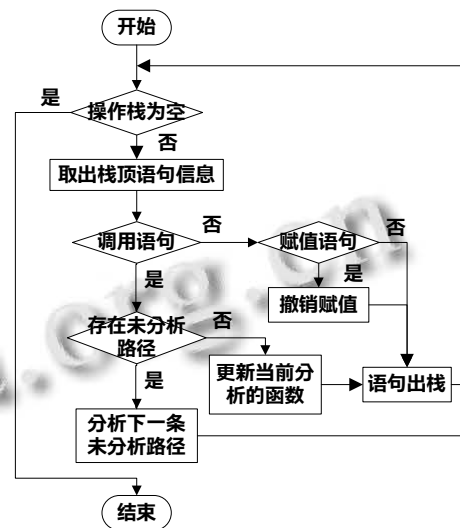 开始
是
操作栈为空
否
取出栈顶语句信息
调用语句
否
赋值语句
否
是
是
撤销赋值
存在未分析
路径
否
更新当前分
析的函数
语句出栈
是
分析下一条
未分析路径
结束
.org.cn